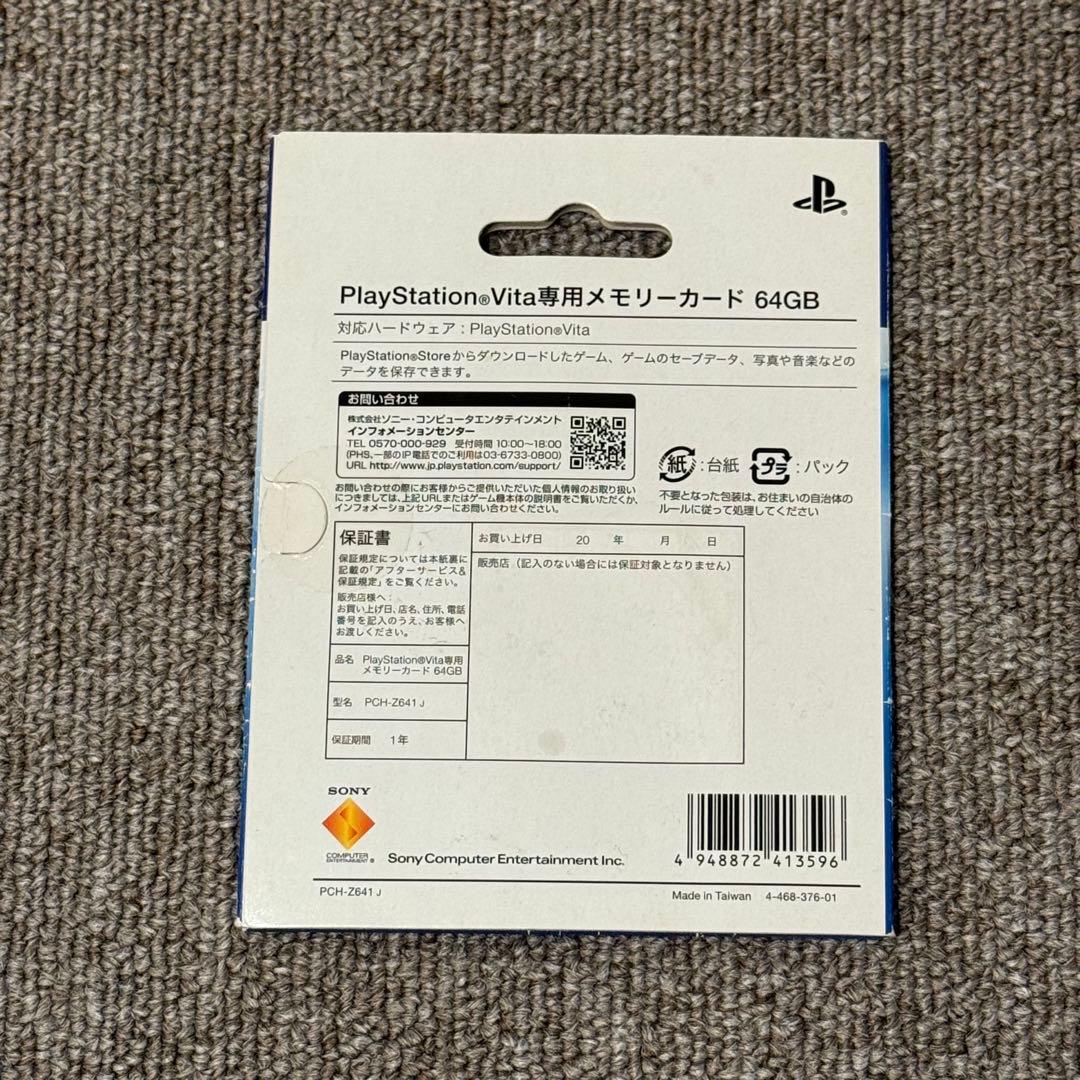 PlayStation®Vita専用メモリーカード 64GB
対応ハードウェア：PlayStation®Vita
PlayStation®Storeからダウンロードしたゲーム、ゲームのセーブデータ、写真や音楽などの
データを保存できます。
お問い合わせ
株式会社ソニー・コンピュータエンタテインメント
インフォメーションセンター
TEL 0570-000-929 受付時間 10:00～18:00
(PHS、一部のIP電話でのご利用は03-6733-0800)
URL http://www.jp.playstation.com/support/
お問い合わせの際にお客様からご提供いただいた個人情報のお取り扱い
につきましては、上記URLまたはゲーム機本体の説明書をご覧いただくか、
インフォメーションセンターにお問い合わせください。
紙：台紙 プラ：パック
不要となった包装は、お住まいの自治体の
ルールに従って処理してください
保証書
保証規定については本紙裏に
記載の「アフターサービス&
保証規定」をご覧ください。
販売店様へ：
お買い上げ日、店名、住所、電話
番号を記入のうえ、お客様へ
お渡しください。
お買い上げ日 20 年 月 日
販売店（記入のない場合には保証対象となりません）
品名 PlayStation®Vita専用
メモリーカード 64GB
型名 PCH-Z641 J
保証期間 1年
SONY
COMPUTER
ENTERTAINMENT®
Sony Computer Entertainment Inc.
4 948872 413596
PCH-Z641 J
Made in Taiwan 4-468-376-01